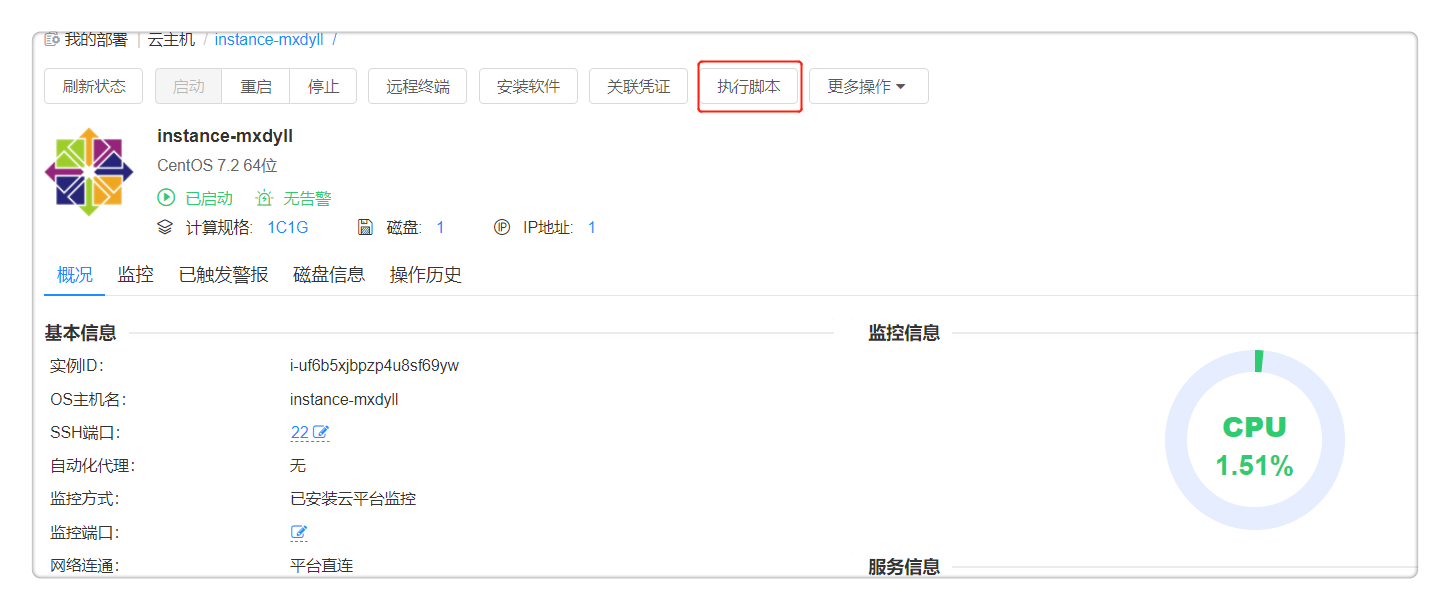 我的部署 | 云主机 / instance-mxdyll /
刷新状态 启动 重启 停止 远程终端 安装软件 关联凭证 执行脚本 更多操作
instance-mxdyll
CentOS 7.2 64位
已启动 无告警
计算规格: 1C1G 磁盘: 1 IP地址: 1
概况 监控 已触发警报 磁盘信息 操作历史
基本信息
实例ID: i-uf6b5xjbpzp4u8sf69yw
OS主机名: instance-mxdyll
SSH端口: 22
自动化代理: 无
监控方式: 已安装云平台监控
监控端口:
网络连通: 平台直连
监控信息
CPU
1.51%
服务信息